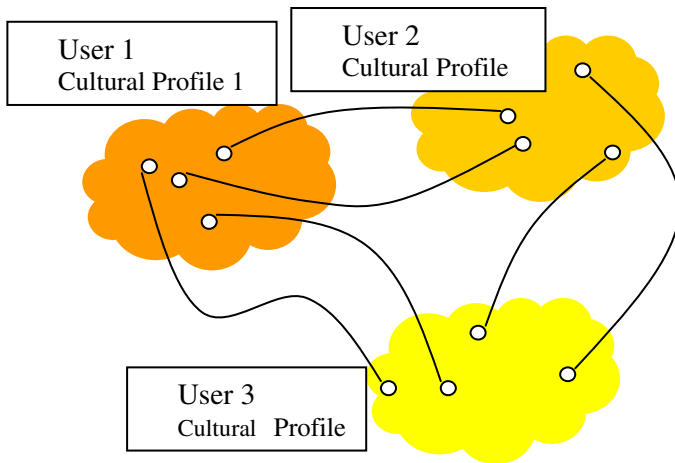 User 1
Cultural Profile 1
User 2
Cultural Profile
User 3
Cultural Profile